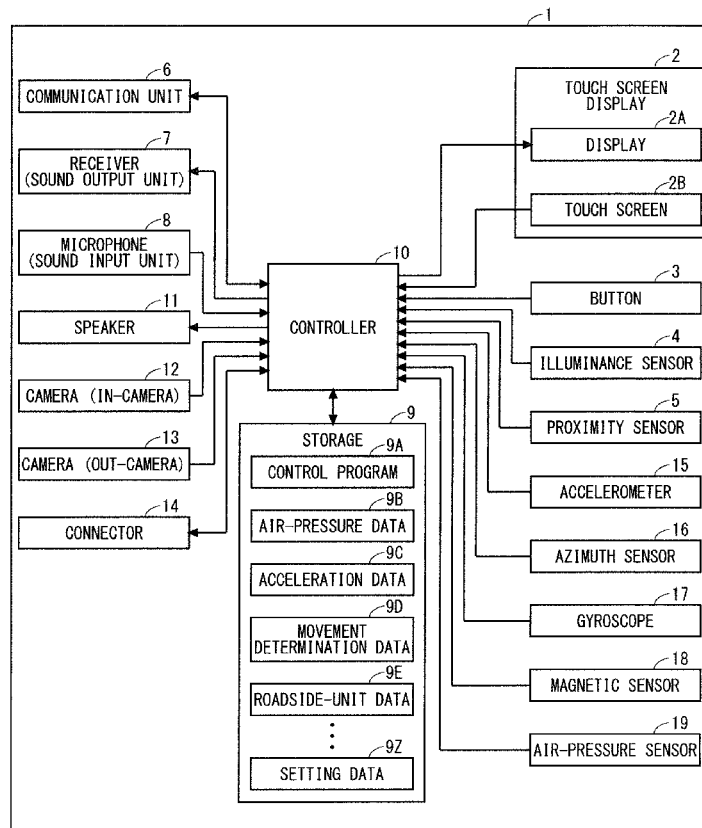 1
6
COMMUNICATION UNIT
7
RECEIVER
(SOUND OUTPUT UNIT)
8
MICROPHONE
(SOUND INPUT UNIT)
11
SPEAKER
12
CAMERA (IN-CAMERA)
13
CAMERA (OUT-CAMERA)
14
CONNECTOR
10
CONTROLLER
9
STORAGE
9A
CONTROL PROGRAM
9B
AIR-PRESSURE DATA
9C
ACCELERATION DATA
9D
MOVEMENT
DETERMINATION DATA
9E
ROADSIDE-UNIT DATA
9Z
SETTING DATA
2
TOUCH SCREEN
DISPLAY
2A
DISPLAY
2B
TOUCH SCREEN
3
BUTTON
4
ILLUMINANCE SENSOR
5
PROXIMITY SENSOR
15
ACCELEROMETER
16
AZIMUTH SENSOR
17
GYROSCOPE
18
MAGNETIC SENSOR
19
AIR-PRESSURE SENSOR